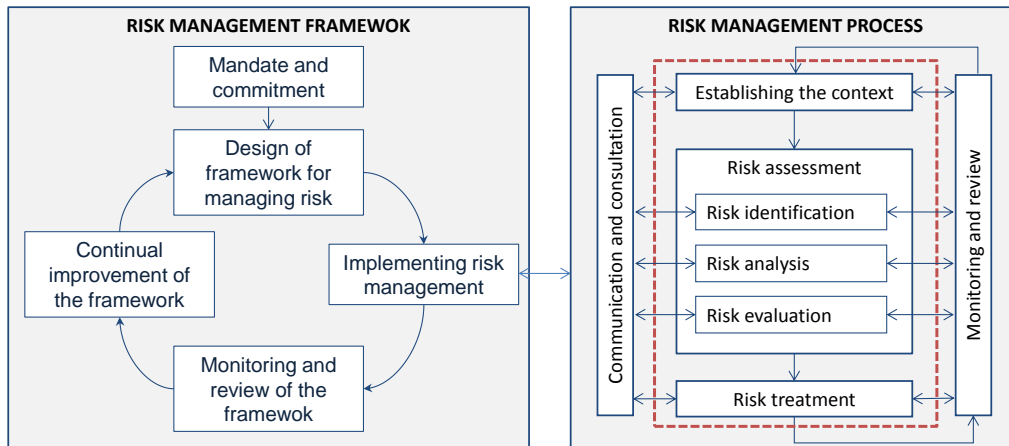 RISK MANAGEMENT FRAMEWOK
Mandate and
commitment
Design of
framework for
managing risk
Continual
improvement of
the framework
Implementing risk
management
Monitoring and
review of the
framewok
RISK MANAGEMENT PROCESS
Communication and consultation
Establishing the context
Risk assessment
Risk identification
Risk analysis
Risk evaluation
Risk treatment
Monitoring and review